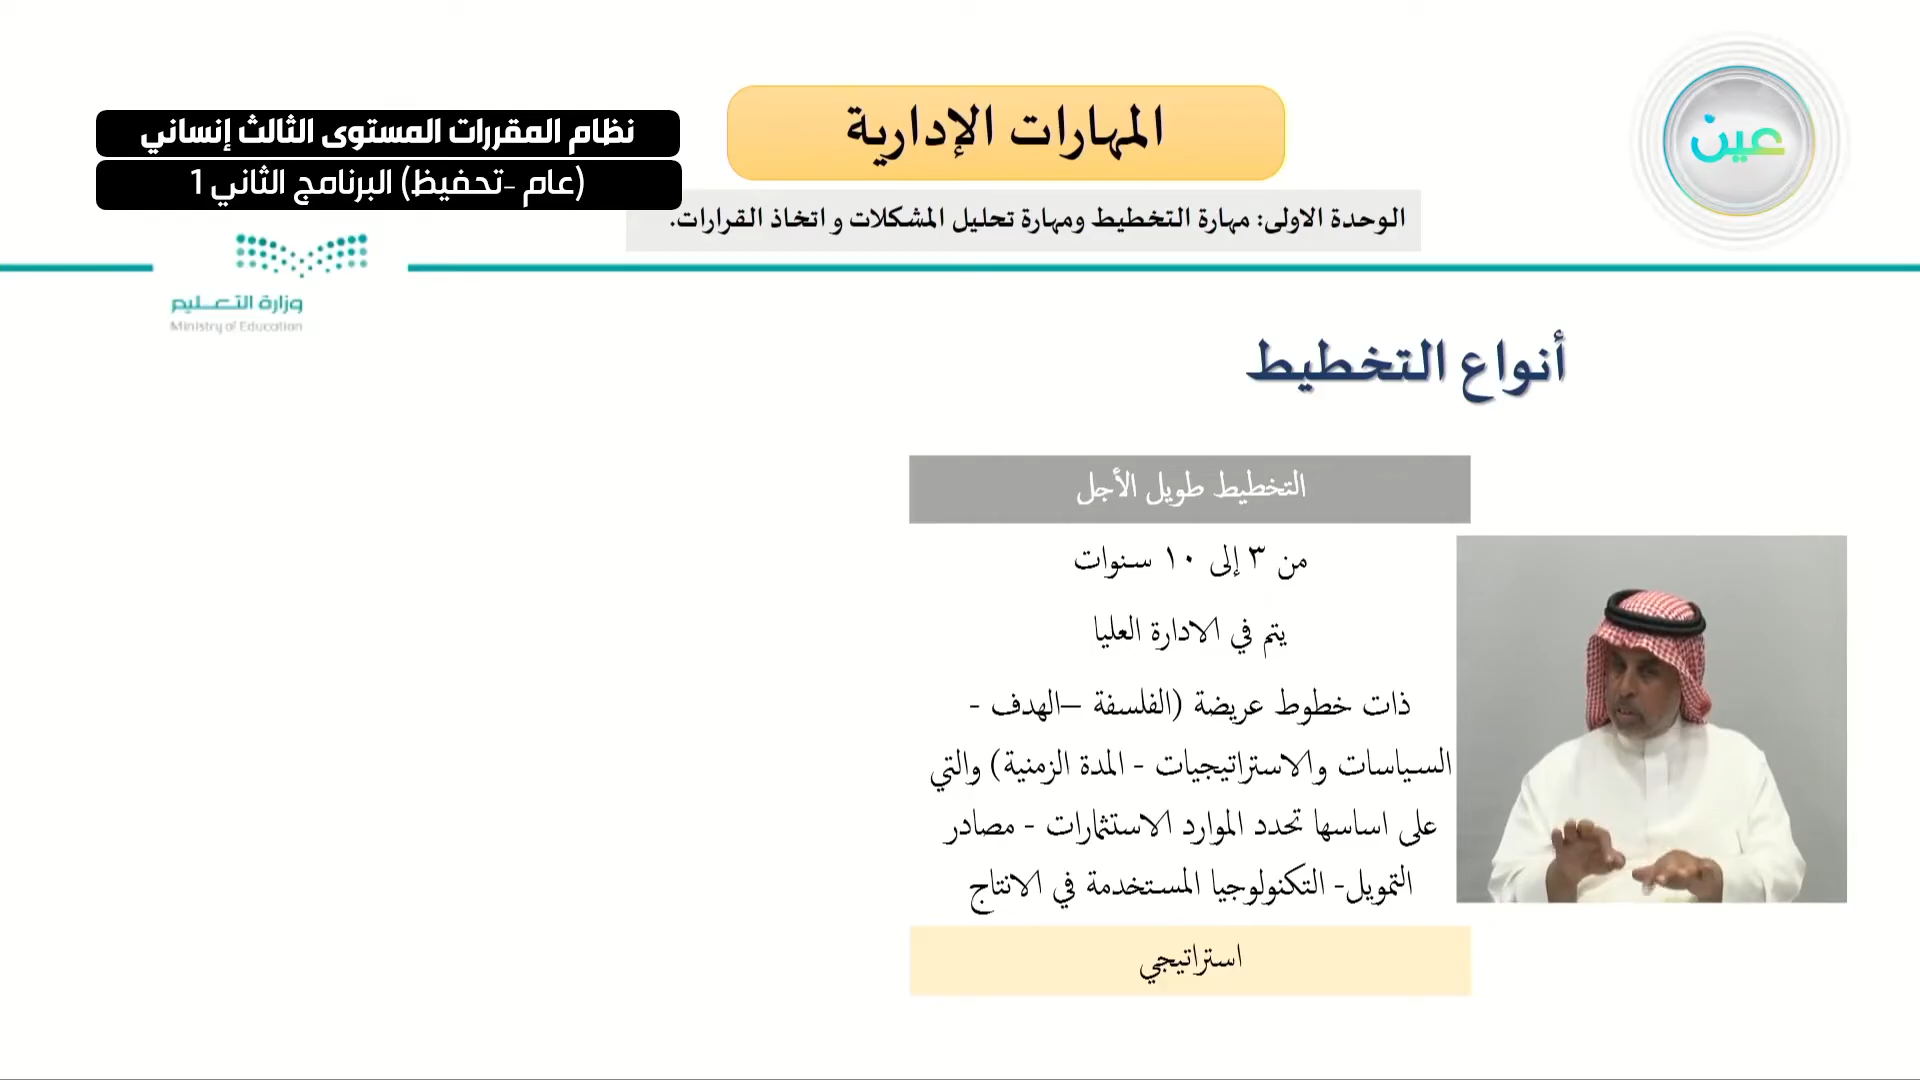 المهارات الإدارية
عين
نظام المقررات المستوى الثالث إنساني
(عام -تحفيظ) البرنامج الثاني 1
الوحدة الاولى: مهارة التخطيط ومهارة تحليل المشكلات و اتخاذ القرارات.
وزارة التعليم
Ministry of Education
أنواع التخطيط
التخطيط طويل الأجل
من ٣ إلى ١٠ سنوات
يتم في الادارة العليا
ذات خطوط عريضة (الفلسفة –الهدف -
السياسات والاستراتيجيات - المدة الزمنية) والتي
على اساسها تحدد الموارد الاستثمارات - مصادر
التمويل- التكنولوجيا المستخدمة في الانتاج
استراتيجي